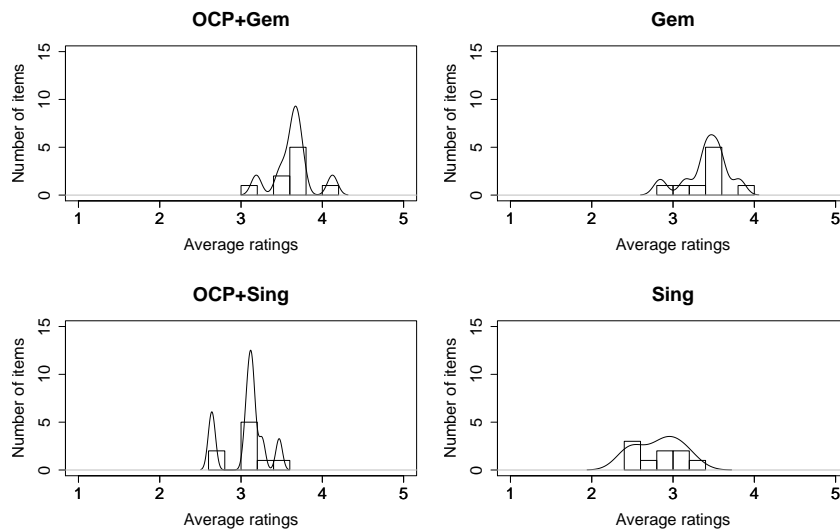 OCP+Gem
Number of items
0 5 10 15
1 2 3 4 5
Average ratings
Gem
Number of items
0 5 10 15
1 2 3 4 5
Average ratings
OCP+Sing
Number of items
0 5 10 15
1 2 3 4 5
Average ratings
Sing
Number of items
0 5 10 15
1 2 3 4 5
Average ratings